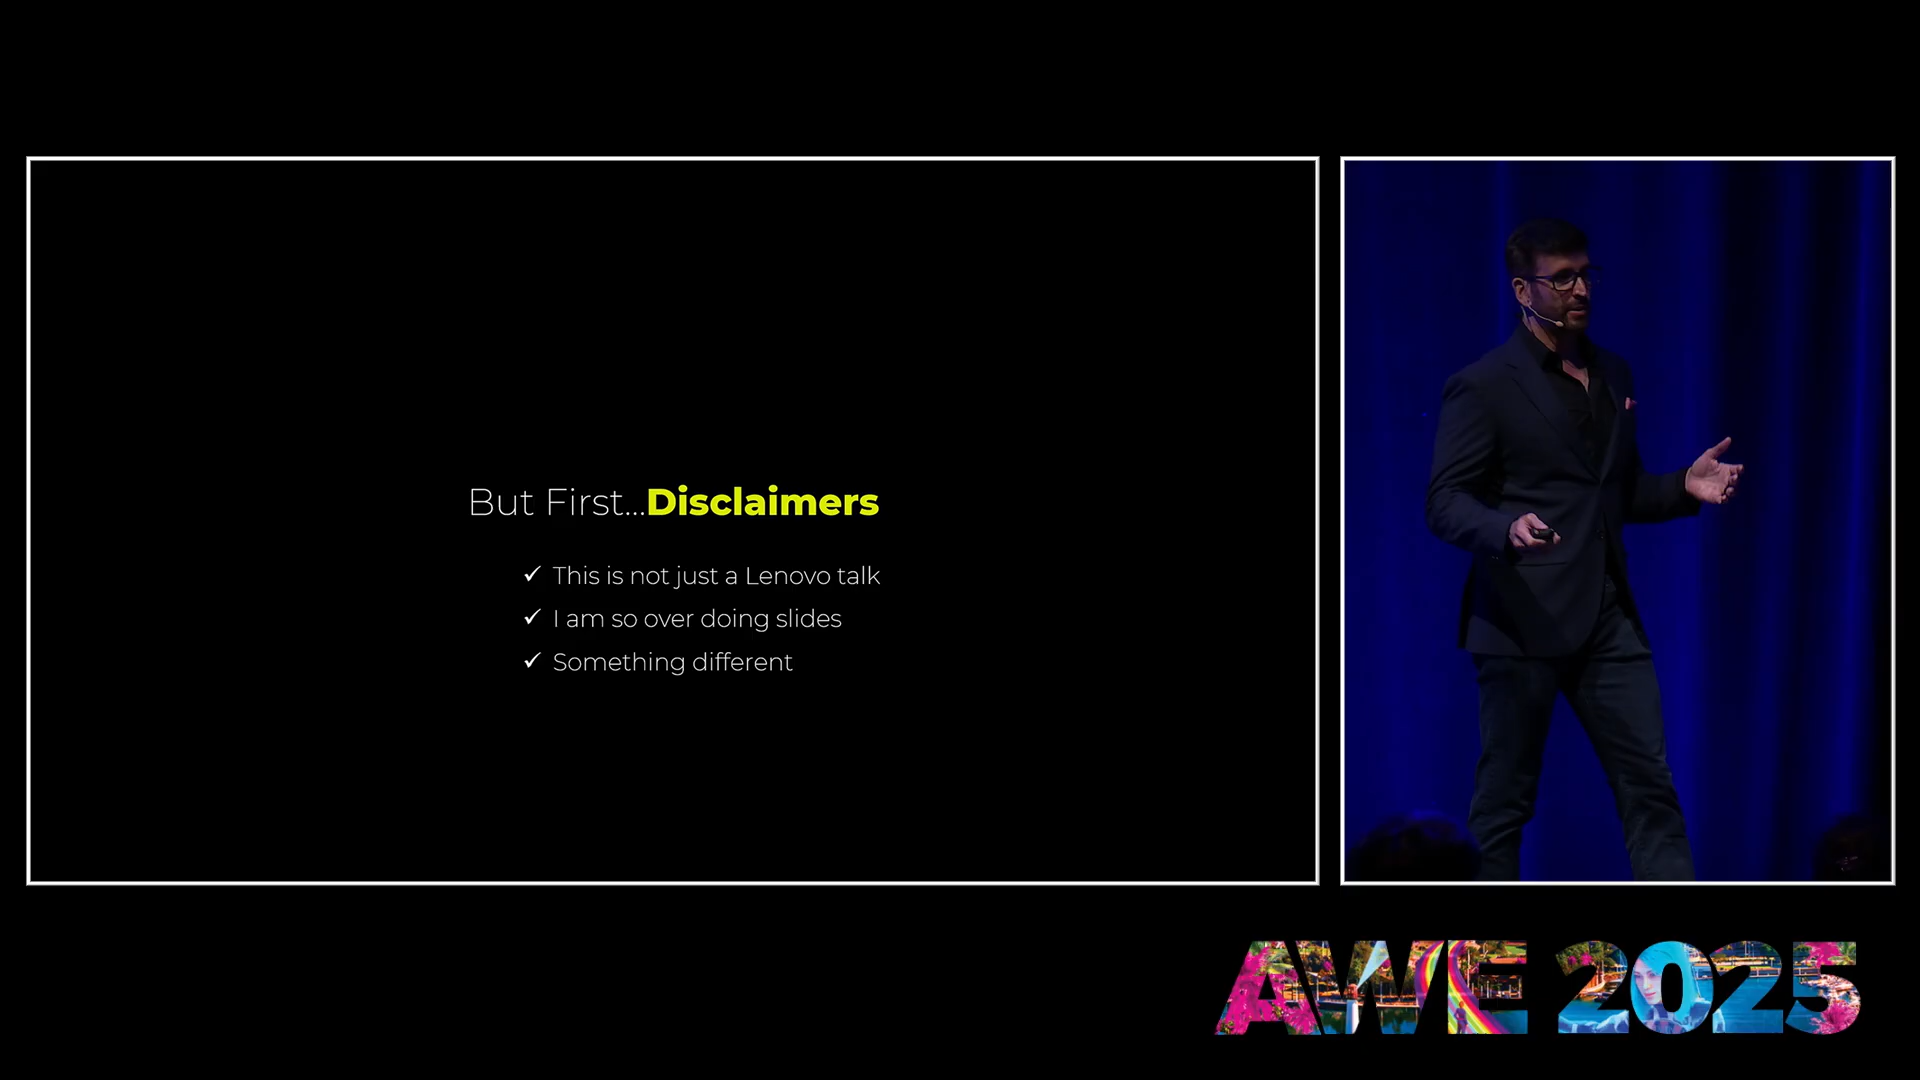 But First...Disclaimers
✓ This is not just a Lenovo talk
✓ I am so over doing slides
✓ Something different
AWE 2025